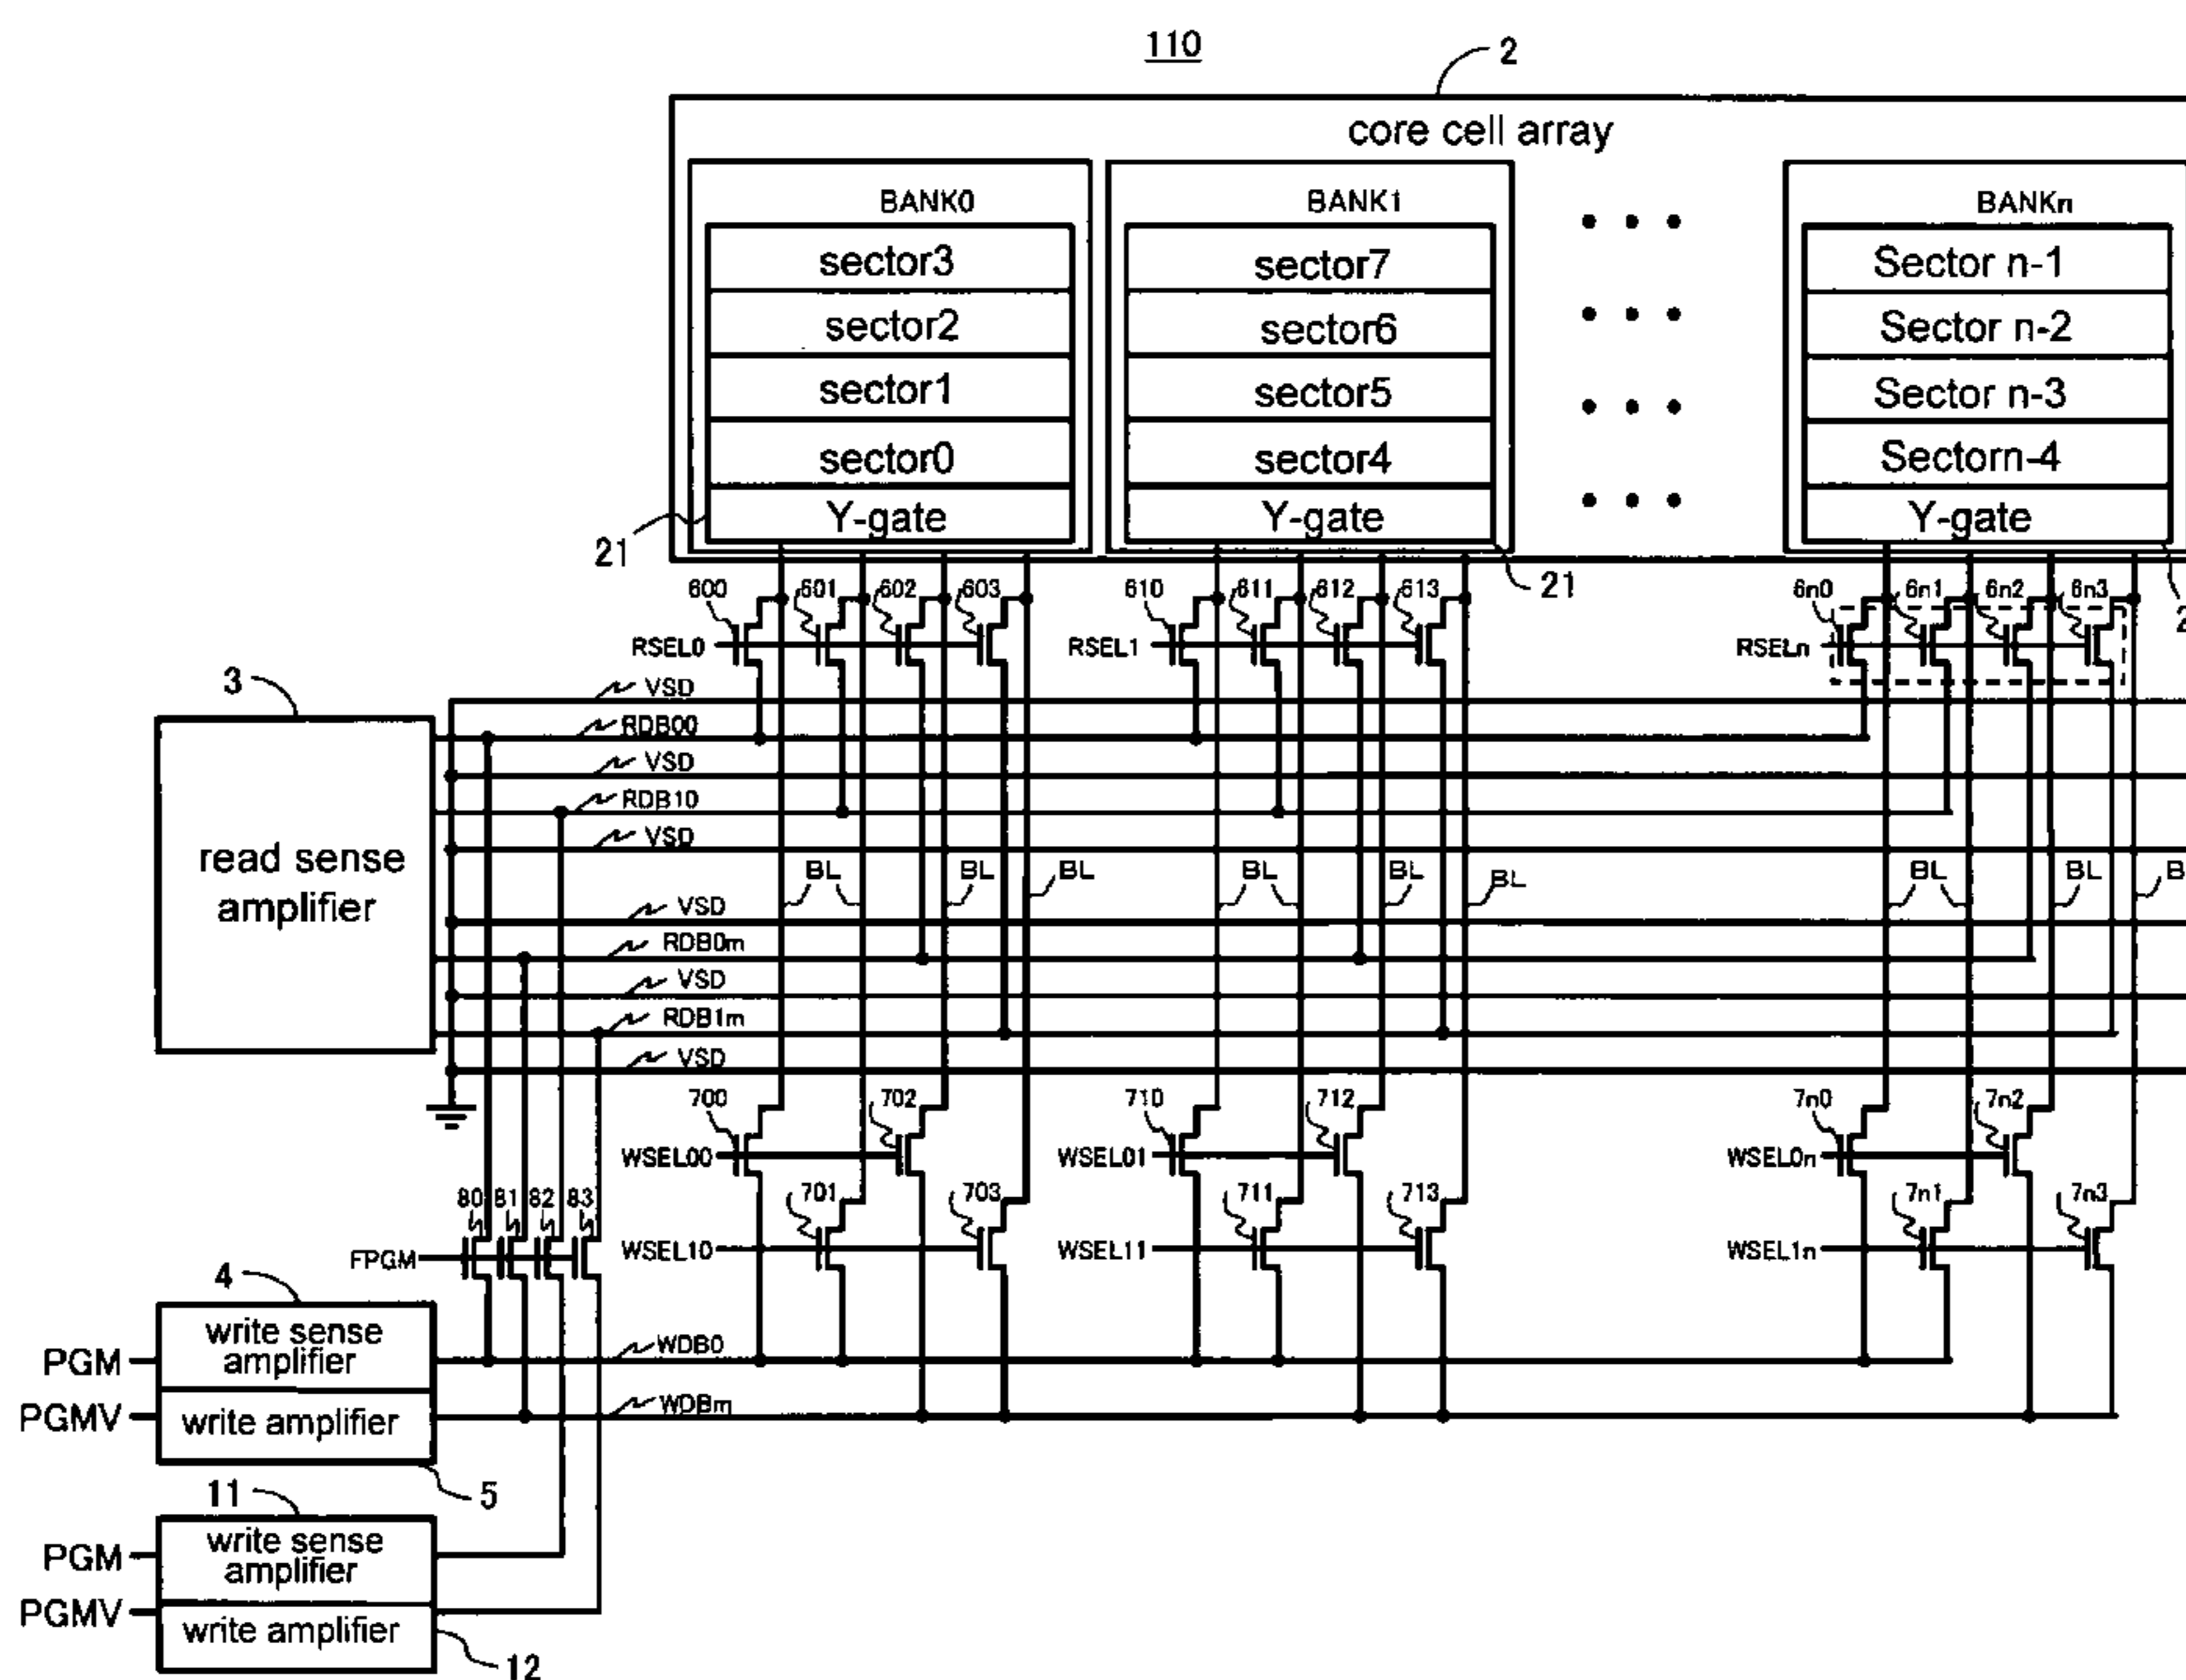 110
2
core cell array
BANK0 BANK1 BANKn
sector3 sector7 Sector n-1
sector2 sector6 Sector n-2
sector1 sector5 Sector n-3
sector0 sector4 Sectorn-4
Y-gate Y-gate Y-gate
21 21
600 601 602 603 610 611 612 613 6n0 6n1 6n2 6n3
RSEL0 RSEL1 RSELn
3
VSD
RDB00
VSD
RDB10
VSD
read sense
amplifier
BL BL BL BL BL BL BL BL
VSD
RDB0m
VSD
RDB1m
VSD
700 702 710 712 7n0 7n2
WSEL00 WSEL01 WSEL0n
80 81 82 83 701 703 711 713 7n1 7n3
FPGM WSEL10 WSEL11 WSEL1n
4
write sense
amplifier
PGM WDB0
PGMV write amplifier WDBm
5
11
write sense
amplifier
PGM
PGMV write amplifier
12